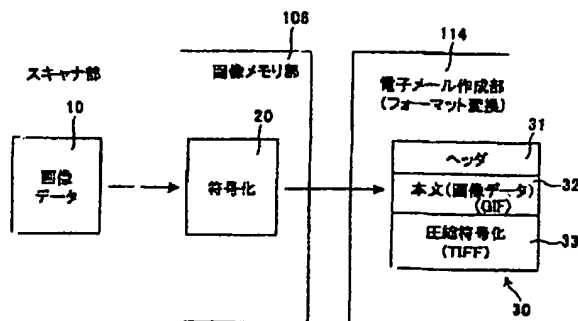 108
114
スキャナ部
画像メモリ部
電子メール作成部
(フォーマット変換)
10
20
31
画像
データ
符号化
ヘッダ
本文(画像データ)
(GIF)
32
圧縮符号化
(TIFF)
33
30